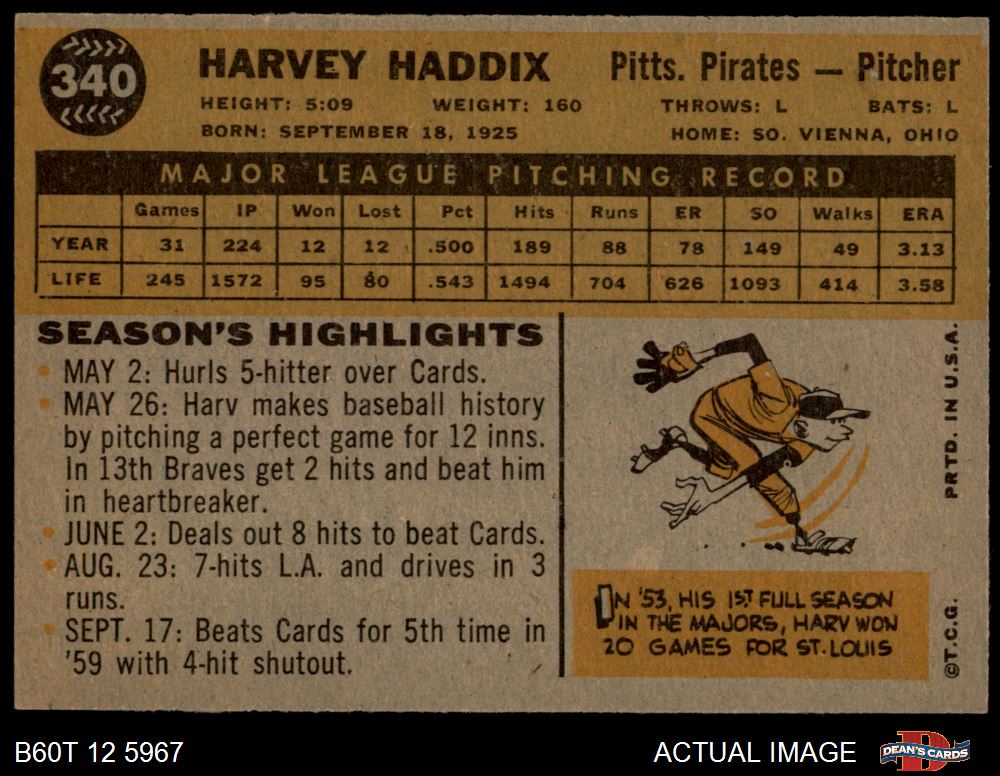 340
HARVEY HADDIX Pitts. Pirates — Pitcher
HEIGHT: 5:09 WEIGHT: 160 THROWS: L BATS: L
BORN: SEPTEMBER 18, 1925 HOME: SO. VIENNA, OHIO
MAJOR LEAGUE PITCHING RECORD
Games IP Won Lost Pct Hits Runs ER SO Walks ERA
YEAR 31 224 12 12 .500 189 88 78 149 49 3.13
LIFE 245 1572 95 80 .543 1494 704 626 1093 414 3.58
SEASON'S HIGHLIGHTS
• MAY 2: Hurls 5-hitter over Cards.
• MAY 26: Harv makes baseball history
by pitching a perfect game for 12 inns.
In 13th Braves get 2 hits and beat him
in heartbreaker.
• JUNE 2: Deals out 8 hits to beat Cards.
• AUG. 23: 7-hits L.A. and drives in 3
runs.
• SEPT. 17: Beats Cards for 5th time in
'59 with 4-hit shutout.
IN '53, HIS 1ST FULL SEASON
IN THE MAJORS, HARV WON
20 GAMES FOR ST. LOUIS
PRTD. IN U.S.A.
©T.C.G.
B60T 12 5967 ACTUAL IMAGE
D
DEAN'S CARDS